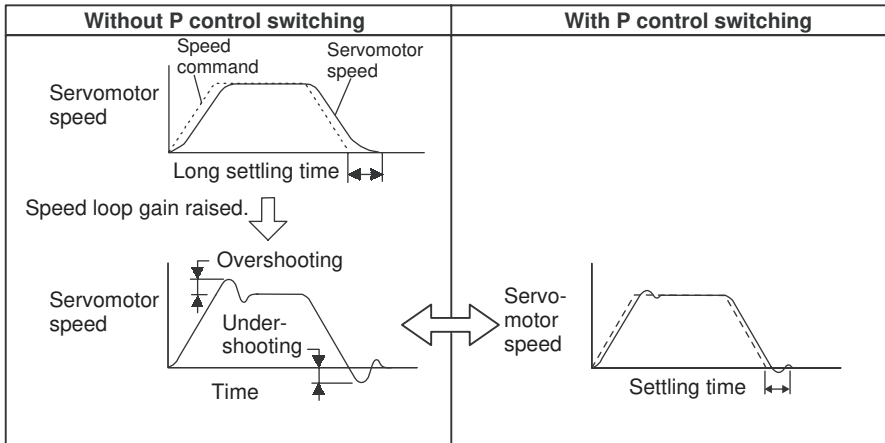 Without P control switching
With P control switching
Speed
command
Servomotor
speed
Servomotor
speed
Long settling time
Speed loop gain raised.
Overshooting
Servomotor
speed
Under-
shooting
Time
Servo-
motor
speed
Settling time